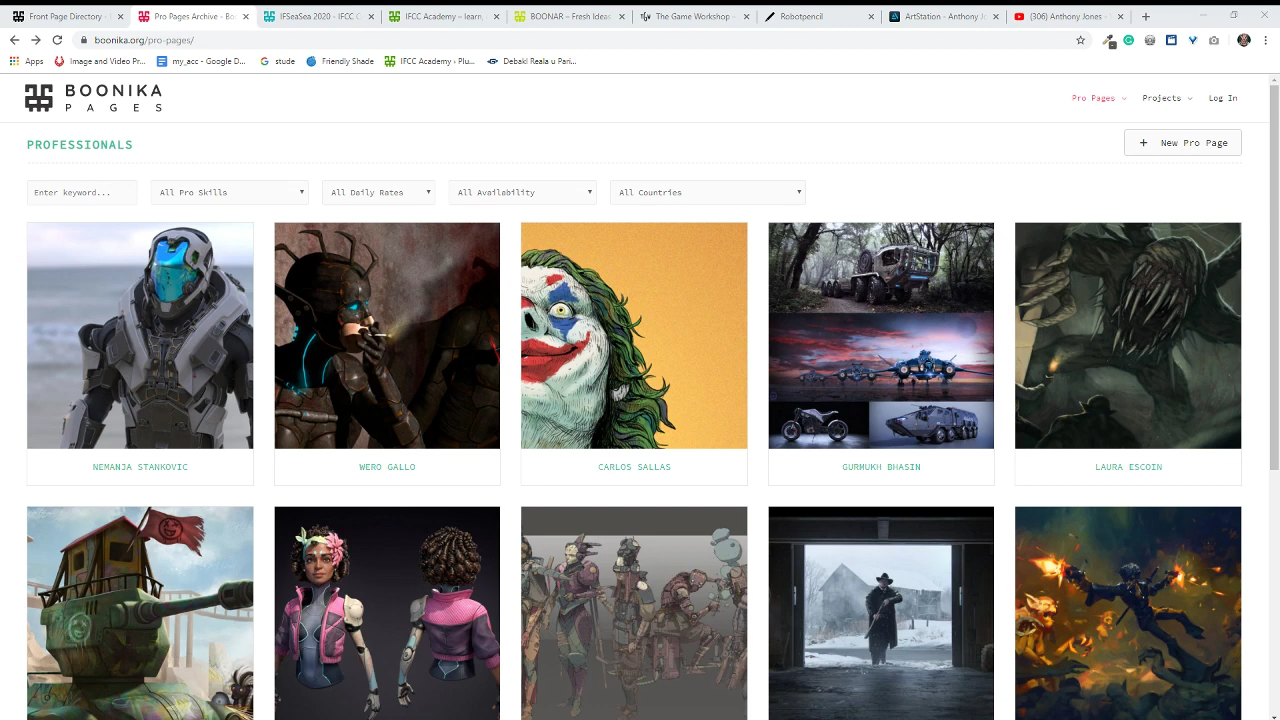 Front Page Directory -
Pro Pages Archive - Bo
IFSeaSea 2020 - IFCC C
IFCC Academy – learn,
BOONAR – Fresh Ideas
The Game Workshop –
Robotpencil
ArtStation - Anthony Jo
(306) Anthony Jones -
boonika.org/pro-pages/
Apps
Image and Video Pr...
my_acc - Google D...
stude
Friendly Shade
IFCC Academy ‹ Plu...
Debakl Reala u Pari...
BOONIKA
PAGES
Pro Pages
Projects
Log In
PROFESSIONALS
+ New Pro Page
Enter keyword...
All Pro Skills
All Daily Rates
All Availability
All Countries
NEMANJA STANKOVIC
WERO GALLO
CARLOS SALLAS
GURMUKH BHASIN
LAURA ESCOIN